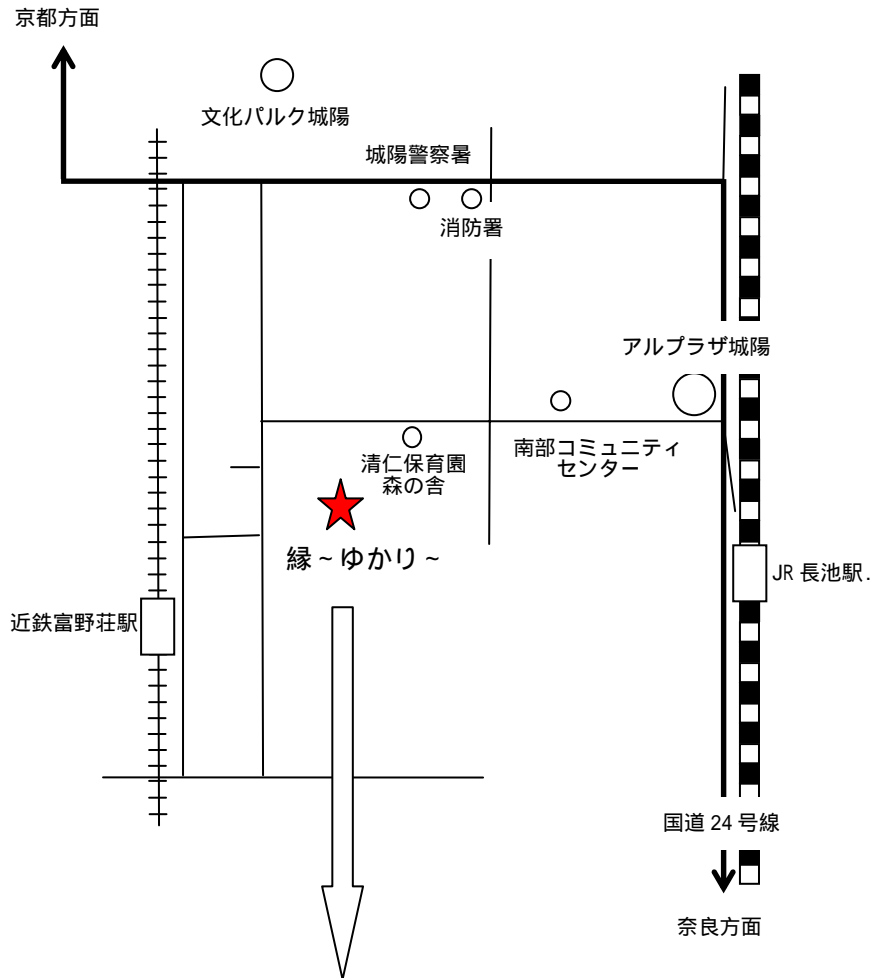 京都方面
文化パルク城陽
城陽警察署
消防署
アルプラザ城陽
南部コミュニティ
センター
清仁保育園
森の舎
縁~ゆかり~
JR 長池駅.
近鉄富野荘駅
国道 24 号線
奈良方面